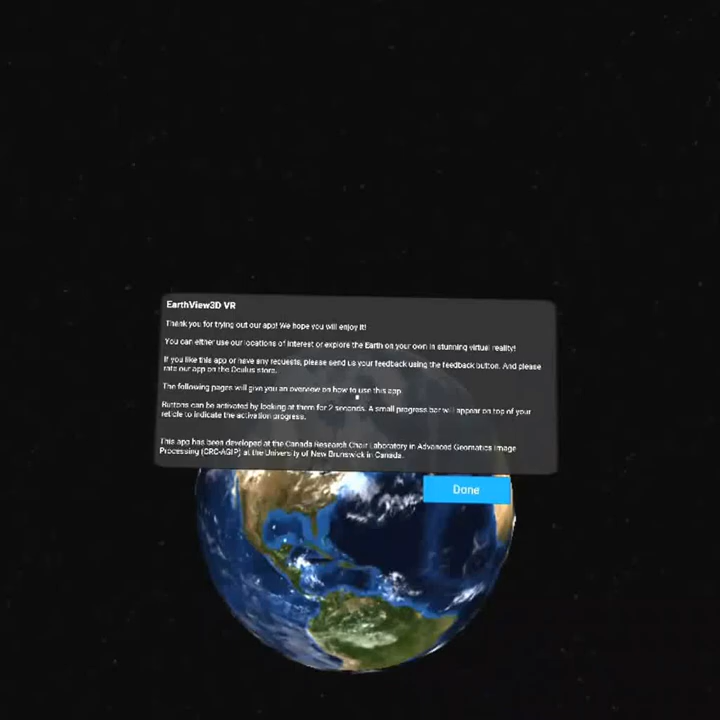 EarthView3D VR
Thank you for trying out our app! We hope you will enjoy it!
You can either use our locations of interest or explore the Earth on your own in stunning virtual reality!
If you like this app or have any requests, please send us your feedback using the feedback button. And please
rate our app on the Oculus store.
The following pages will give you an overview on how to use this app.
Buttons can be activated by looking at them for 2 seconds. A small progress bar will appear on top of your
reticle to indicate the activation progress.
This app has been developed at the Canada Research Chair Laboratory in Advanced Geomatics Image
Processing (CRC-AGIP) at the University of New Brunswick in Canada.
Done